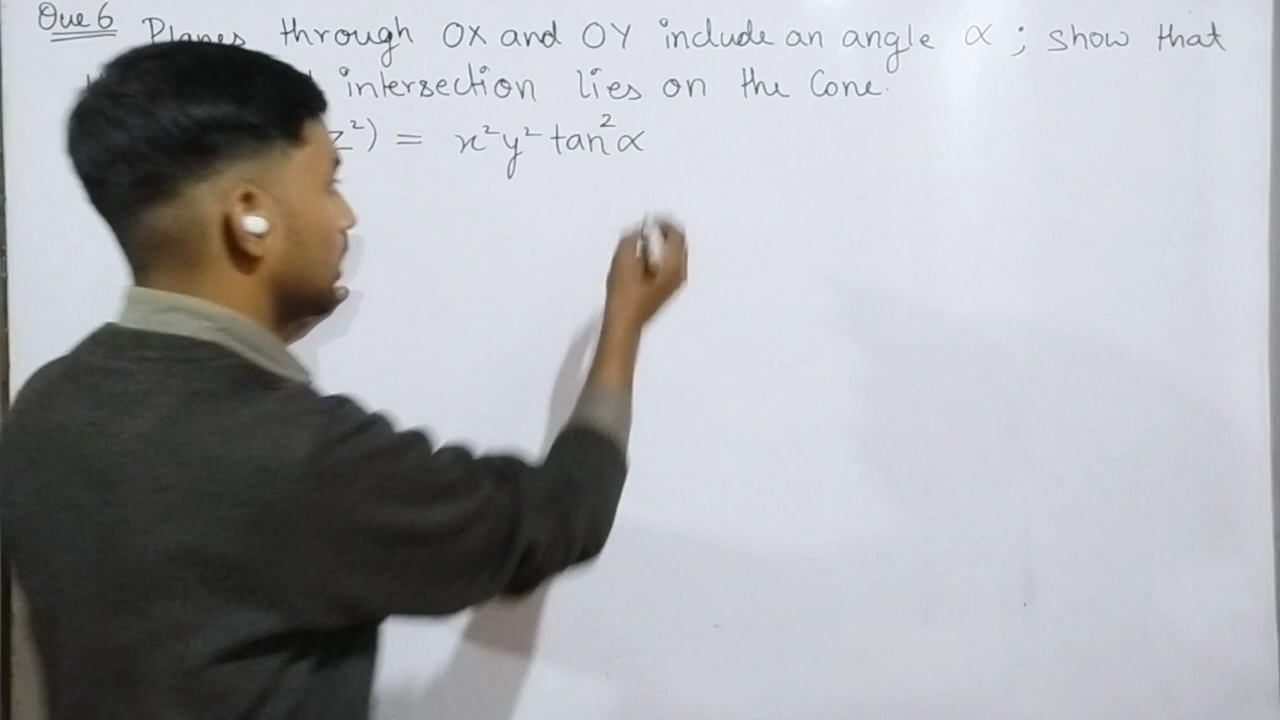 Que 6 Planes through OX and OY include an angle α ; show that
intersection lies on the Cone.
z²) = x²y² tan²α